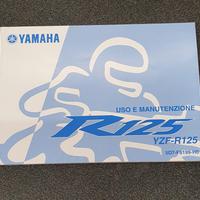 YAMAHA
USO E MANUTENZIONE
R125
YZF-R125